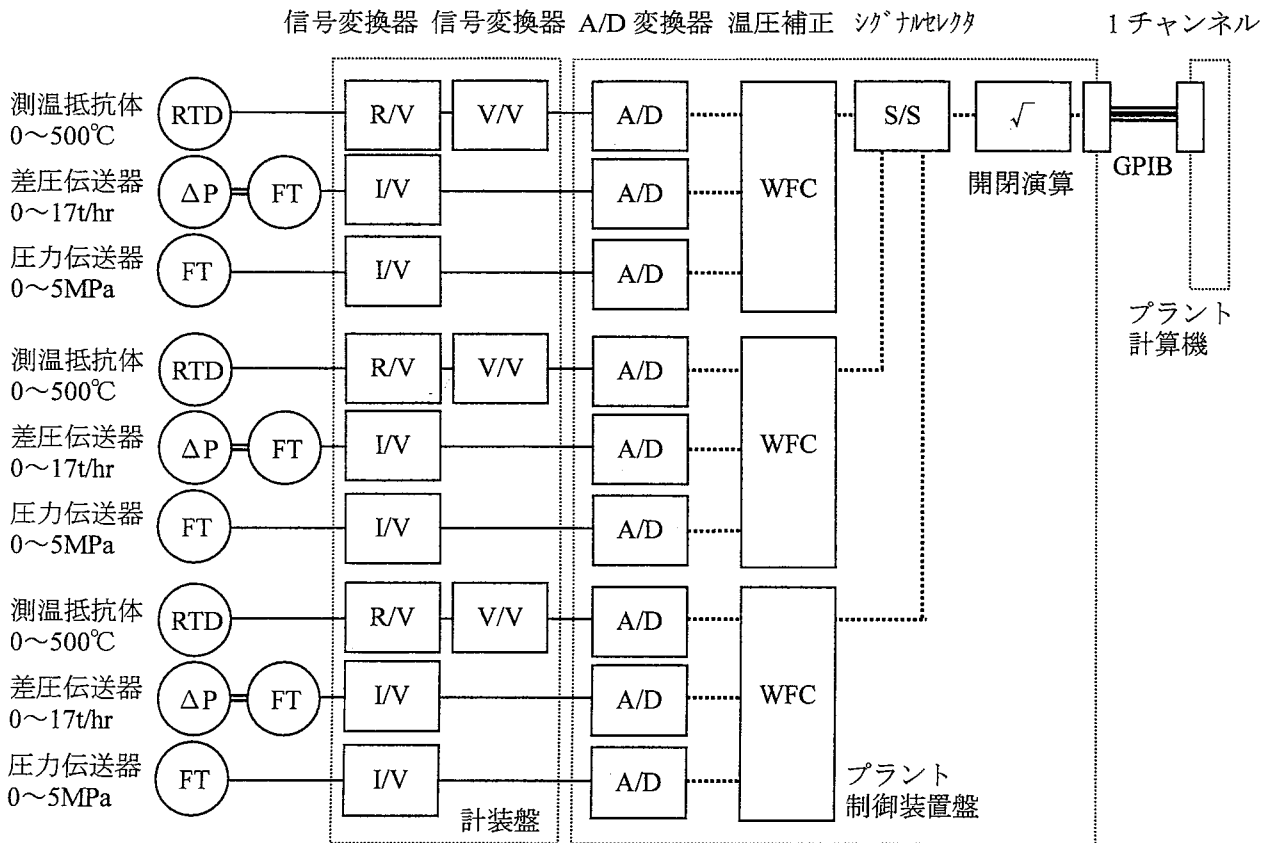 信号変換器 信号変換器 A/D 変換器 温圧補正 シグナルセレクタ 1チャンネル
測温抵抗体
0～500℃
RTD R/V V/V A/D
差圧伝送器
0～17t/hr
ΔP FT I/V A/D
圧力伝送器
0～5MPa
FT I/V A/D
WFC
S/S
√
開閉演算
GPIB
プラント
計算機
測温抵抗体
0～500℃
RTD R/V V/V A/D
差圧伝送器
0～17t/hr
ΔP FT I/V A/D
圧力伝送器
0～5MPa
FT I/V A/D
WFC
測温抵抗体
0～500℃
RTD R/V V/V A/D
差圧伝送器
0～17t/hr
ΔP FT I/V A/D
圧力伝送器
0～5MPa
FT I/V A/D
WFC
計装盤
プラント
制御装置盤